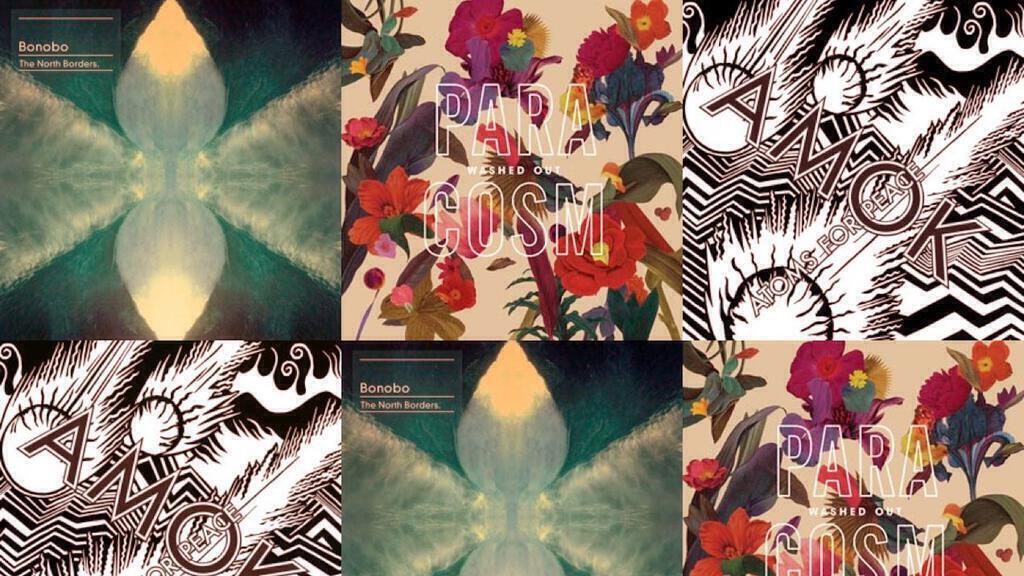 Bonobo
The North Borders.
PARA
WASHED OUT
COSM
AMOK
ATOMS FOR PEACE
AMOK
FOR PEACE
Bonobo
The North Borders.
PARA
WASHED OUT
COSM